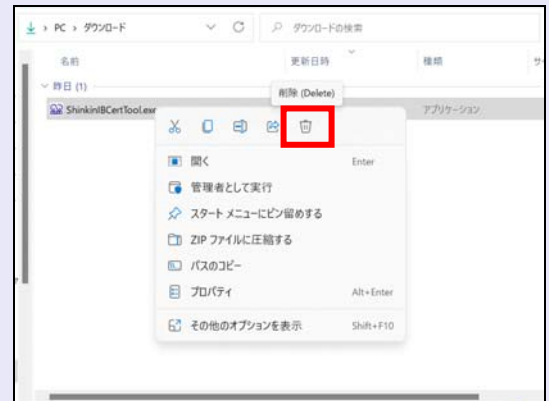 PC › ダウンロード
ダウンロードの検索
名前
更新日時
種類
昨日 (1)
削除 (Delete)
ShinkinIBCertTool.exe
アプリケーション
開く Enter
管理者として実行
スタート メニューにピン留めする
ZIP ファイルに圧縮する
パスのコピー
プロパティ Alt+Enter
その他のオプションを表示 Shift+F10